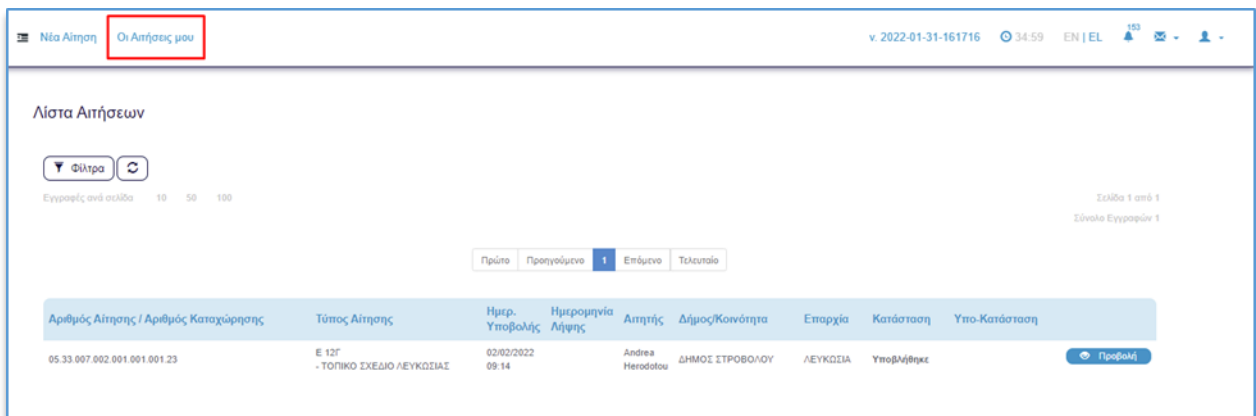 Νέα Αίτηση Οι Αιτήσεις μου v. 2022-01-31-161716 34:59 EN | EL 153
Λίστα Αιτήσεων
Φίλτρα
Εγγραφές ανά σελίδα 10 50 100 Σελίδα 1 από 1
Σύνολο Εγγραφών 1
Πρώτο Προηγούμενο 1 Επόμενο Τελευταίο
Αριθμός Αίτησης / Αριθμός Καταχώρησης Τύπος Αίτησης Ημερ. Υποβολής Ημερομηνία Λήψης Αιτητής Δήμος/Κοινότητα Επαρχία Κατάσταση Υπο-Κατάσταση
05.33.007.002.001.001.001.23 Ε 12Γ - ΤΟΠΙΚΟ ΣΧΕΔΙΟ ΛΕΥΚΩΣΙΑΣ 02/02/2022 09:14 Andrea Herodotou ΔΗΜΟΣ ΣΤΡΟΒΟΛΟΥ ΛΕΥΚΩΣΙΑ Υποβλήθηκε Προβολή